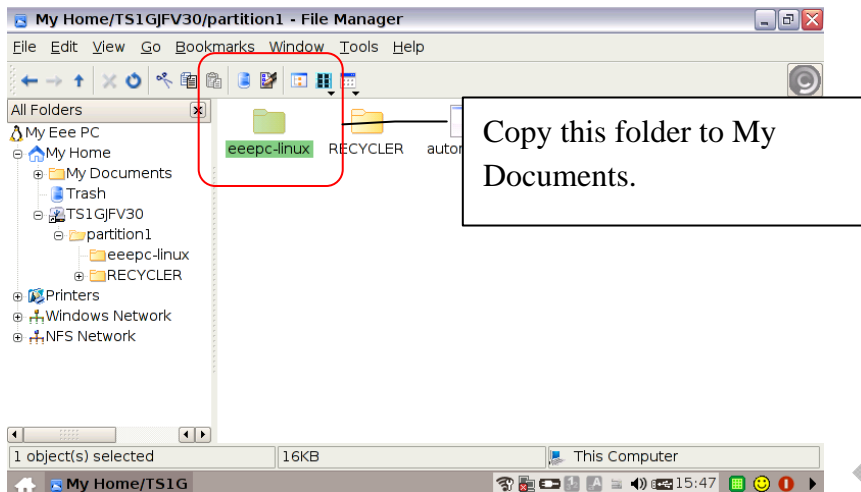 My Home/TS1GJFV30/partition1 - File Manager
File Edit View Go Bookmarks Window Tools Help
All Folders
My Eee PC
My Home
My Documents
Trash
TS1GJFV30
partition1
eeepc-linux
RECYCLER
Printers
Windows Network
NFS Network
eeepc-linux RECYCLER
Copy this folder to My
Documents.
1 object(s) selected 16KB This Computer
My Home/TS1G 15:47